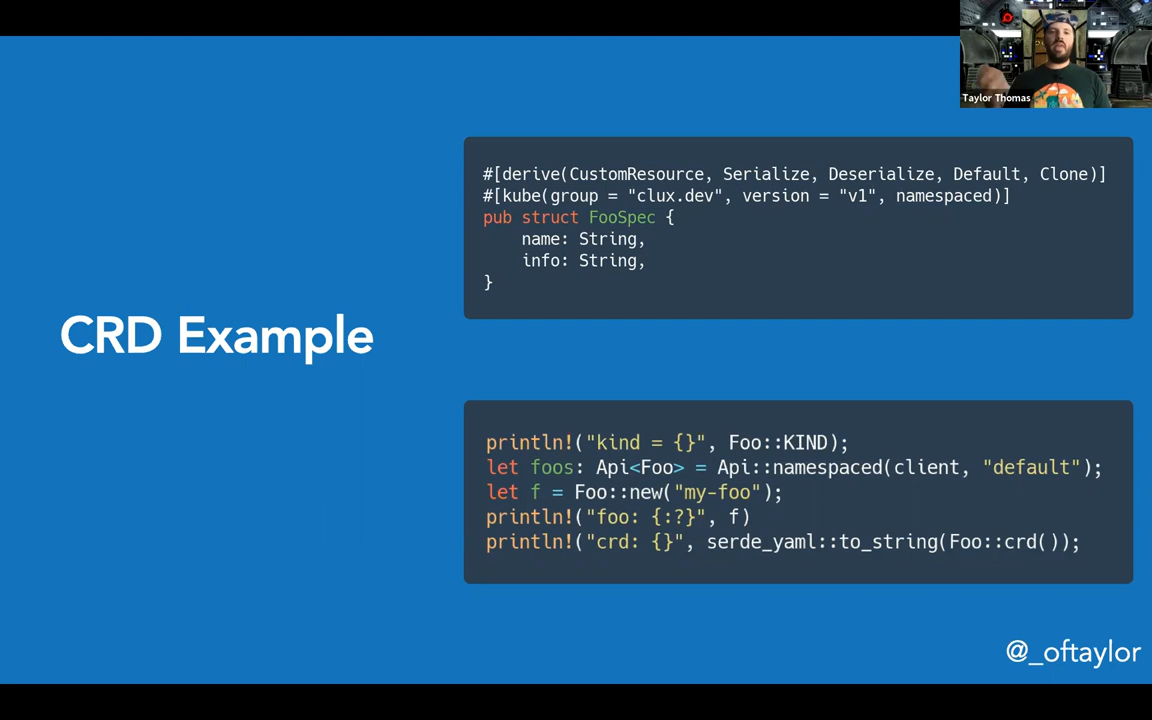 Taylor Thomas
#[derive(CustomResource, Serialize, Deserialize, Default, Clone)]
#[kube(group = "clux.dev", version = "v1", namespaced)]
pub struct FooSpec {
    name: String,
    info: String,
}
CRD Example
println!("kind = {}", Foo::KIND);
let foos: Api<Foo> = Api::namespaced(client, "default");
let f = Foo::new("my-foo");
println!("foo: {:?}", f)
println!("crd: {}", serde_yaml::to_string(Foo::crd());
@_oftaylor